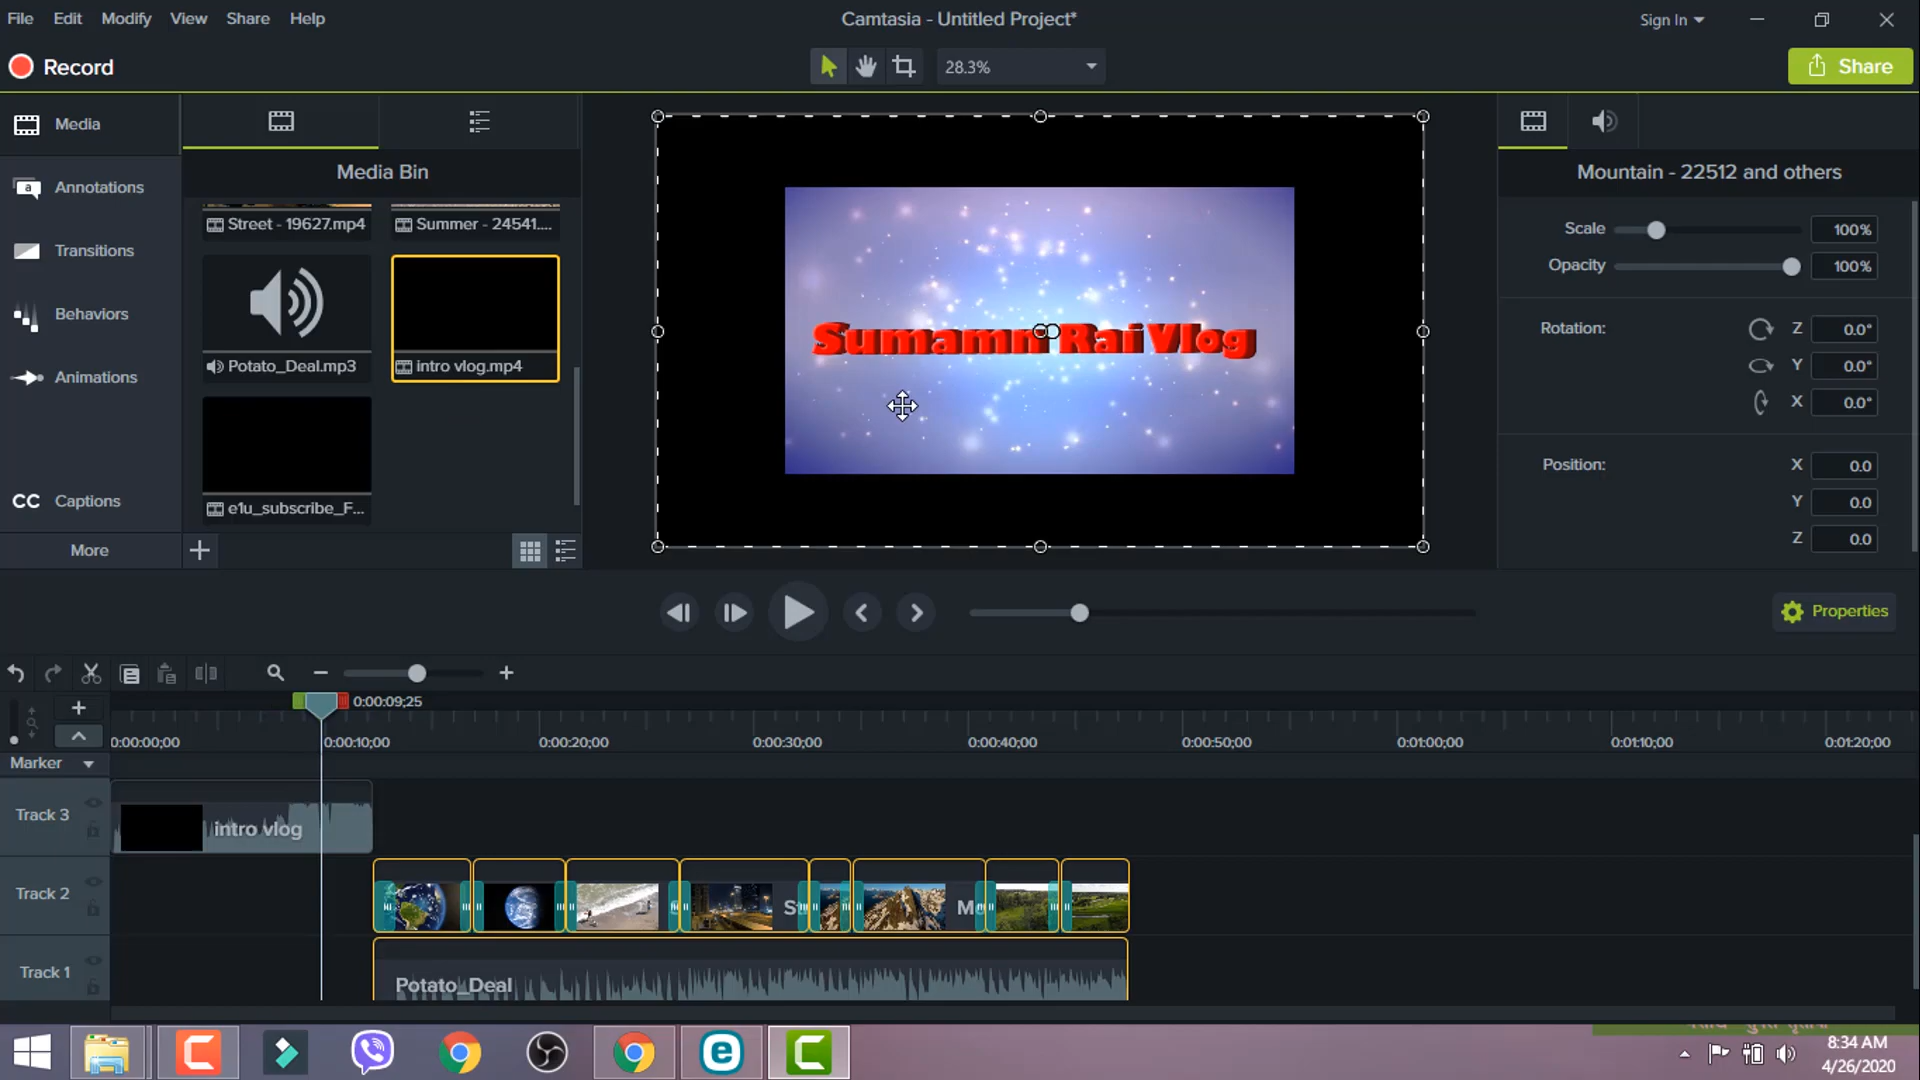 File Edit Modify View Share Help
Camtasia - Untitled Project*
Sign In
Record
28.3%
Share
Media
Annotations
Transitions
Behaviors
Animations
CC Captions
More
Media Bin
Street - 19627.mp4
Summer - 24541....
Potato_Deal.mp3
intro vlog.mp4
e1u_subscribe_F...
Sumamn Rai Vlog
Mountain - 22512 and others
Scale 100%
Opacity 100%
Rotation: Z 0.0°
Y 0.0°
X 0.0°
Position: X 0.0
Y 0.0
Z 0.0
Properties
0:00:09;25
0:00:00;00
0:00:10;00
0:00:20;00
0:00:30;00
0:00:40;00
0:00:50;00
0:01:00;00
0:01:10;00
0:01:20;00
Marker
Track 3
intro vlog
Track 2
Track 1
Potato_Deal
8:34 AM
4/26/2020